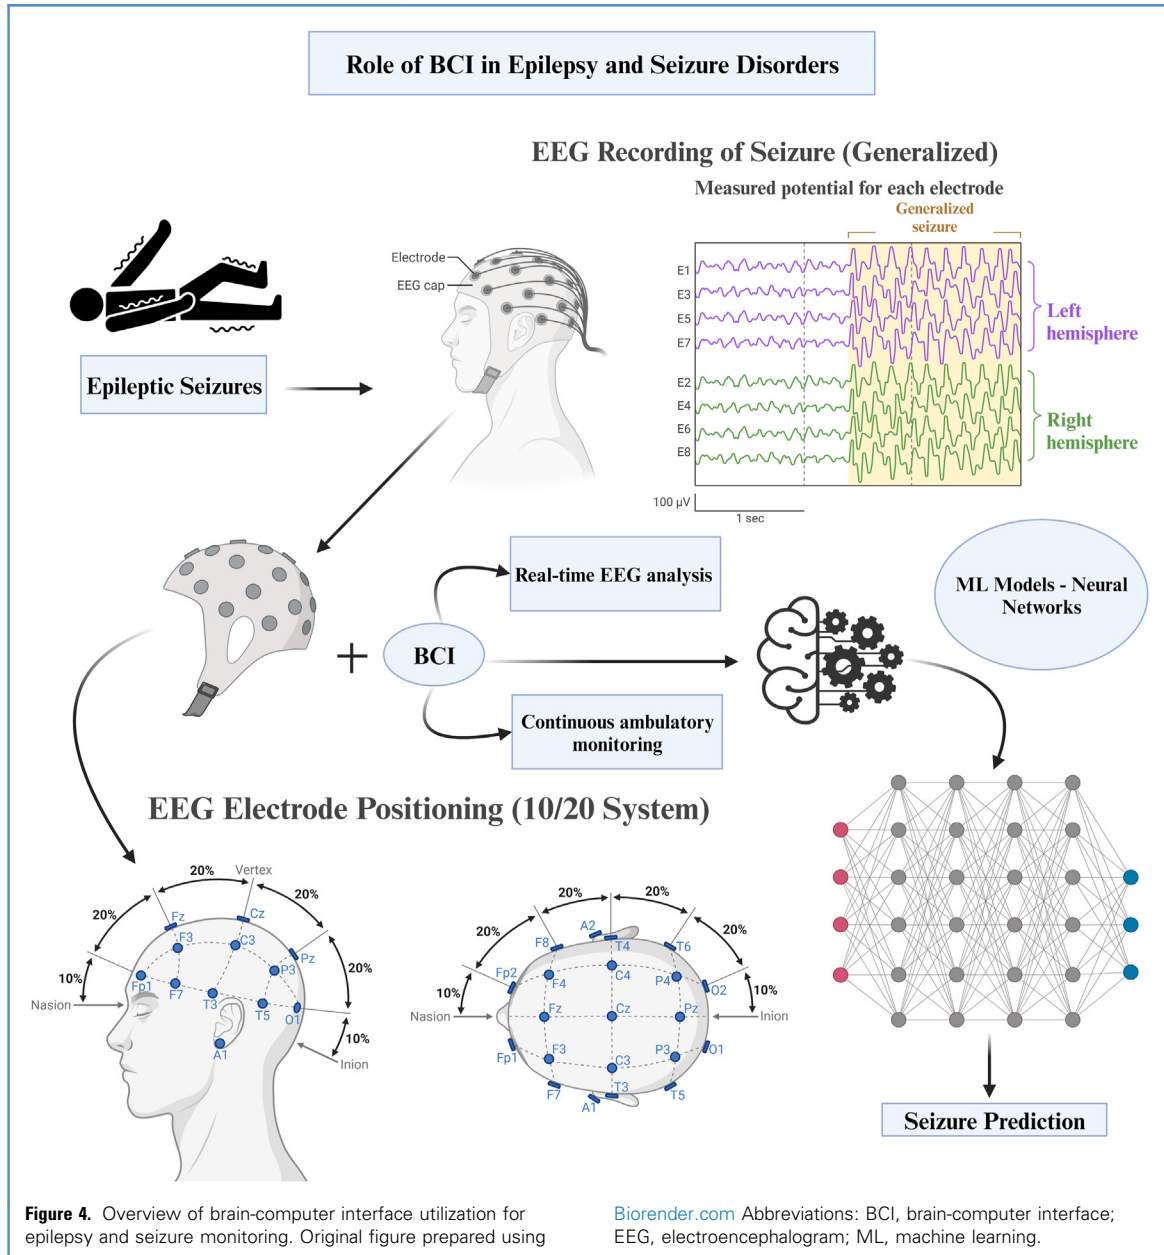 Role of BCI in Epilepsy and Seizure Disorders
EEG Recording of Seizure (Generalized)
Measured potential for each electrode
Generalized
seizure
Electrode
EEG cap
E1
E3
E5
E7
Left
hemisphere
E2
E4
E6
E8
Right
hemisphere
100 μV
1 sec
Epileptic Seizures
Real-time EEG analysis
+
BCI
Continuous ambulatory
monitoring
ML Models - Neural
Networks
EEG Electrode Positioning (10/20 System)
20%
Vertex
20%
20%
20%
10%
10%
Fz
Cz
F3
C3
Pz
P3
Fp1
F7
T3
T5
O1
A1
Nasion
Inion
20%
20%
20%
20%
10%
10%
A2
F8
T4
T6
Fp2
F4
C4
P4
O2
Nasion
Fz
Cz
Pz
Inion
Fp1
F3
C3
P3
O1
F7
A1
T3
T5
Seizure Prediction
Figure 4. Overview of brain-computer interface utilization for
epilepsy and seizure monitoring. Original figure prepared using
Biorender.com Abbreviations: BCI, brain-computer interface;
EEG, electroencephalogram; ML, machine learning.